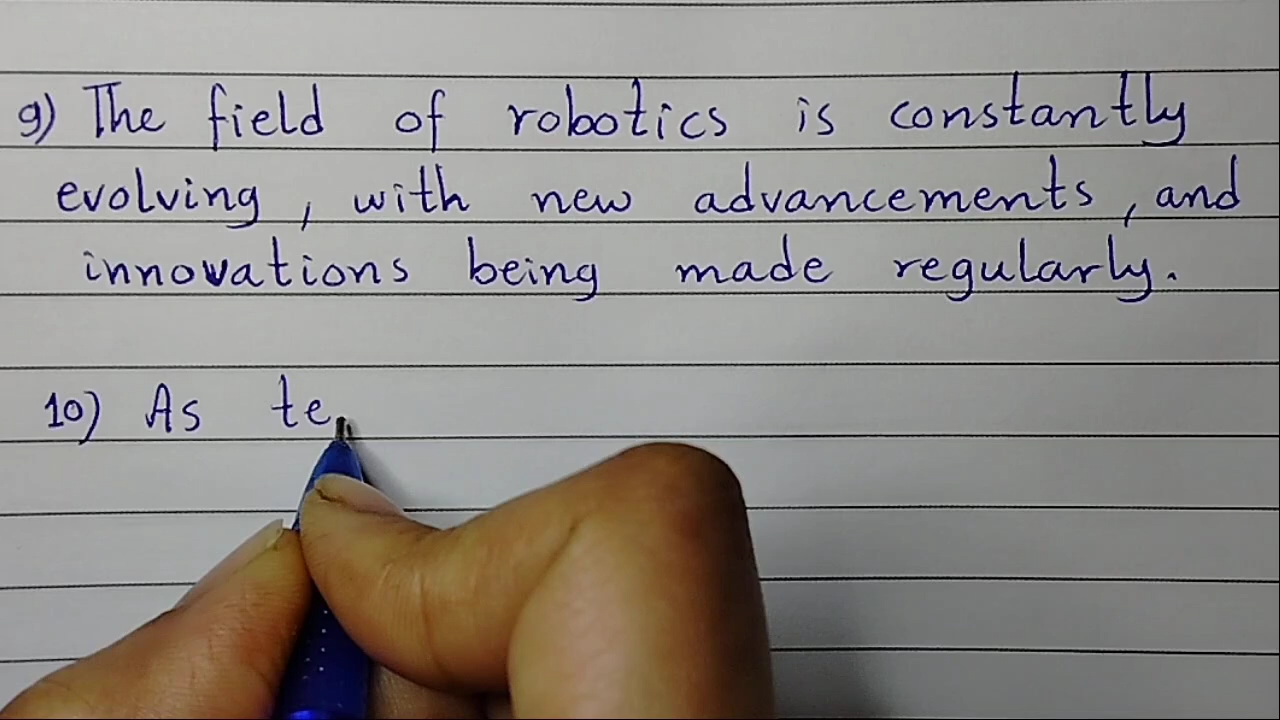 9) The field of robotics is constantly
evolving, with new advancements, and
innovations being made regularly.
10) As te